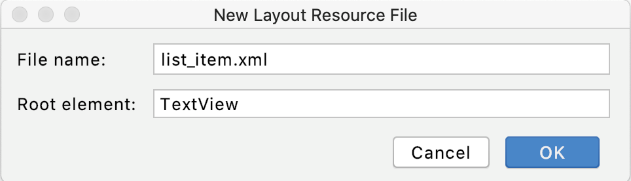 New Layout Resource File
File name: list_item.xml
Root element: TextView
Cancel OK